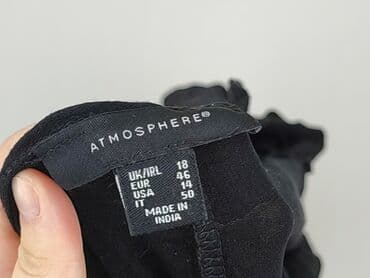 ATMOSPHERE®
UK/IRL 18
EUR 46
USA 14
IT 50
MADE IN
INDIA